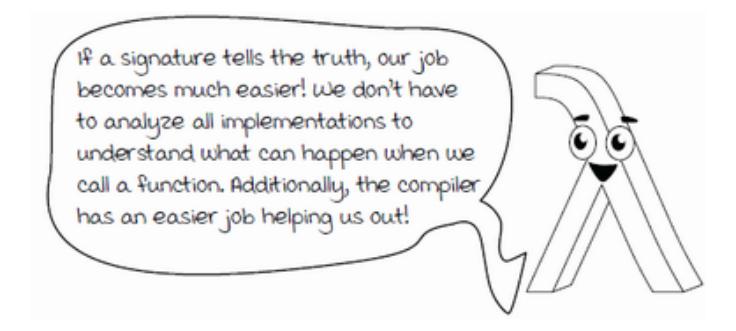 If a signature tells the truth, our job
becomes much easier! We don't have
to analyze all implementations to
understand what can happen when we
call a function. Additionally, the compiler
has an easier job helping us out!